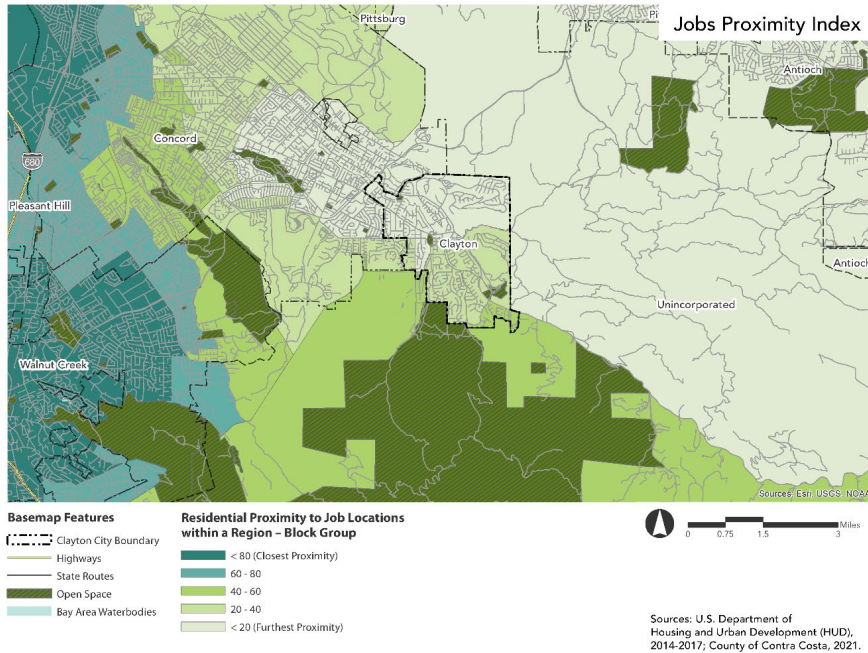 Jobs Proximity Index
Pittsburg
Antioch
Concord
680
Pleasant Hill
Clayton
Antioch
Unincorporated
Walnut Creek
Sources: Esri, USGS, NOAA
Basemap Features
Clayton City Boundary
Highways
State Routes
Open Space
Bay Area Waterbodies
Residential Proximity to Job Locations
within a Region – Block Group
< 80 (Closest Proximity)
60 - 80
40 - 60
20 - 40
< 20 (Furthest Proximity)
0 0.75 1.5 3 Miles
Sources: U.S. Department of
Housing and Urban Development (HUD),
2014-2017; County of Contra Costa, 2021.